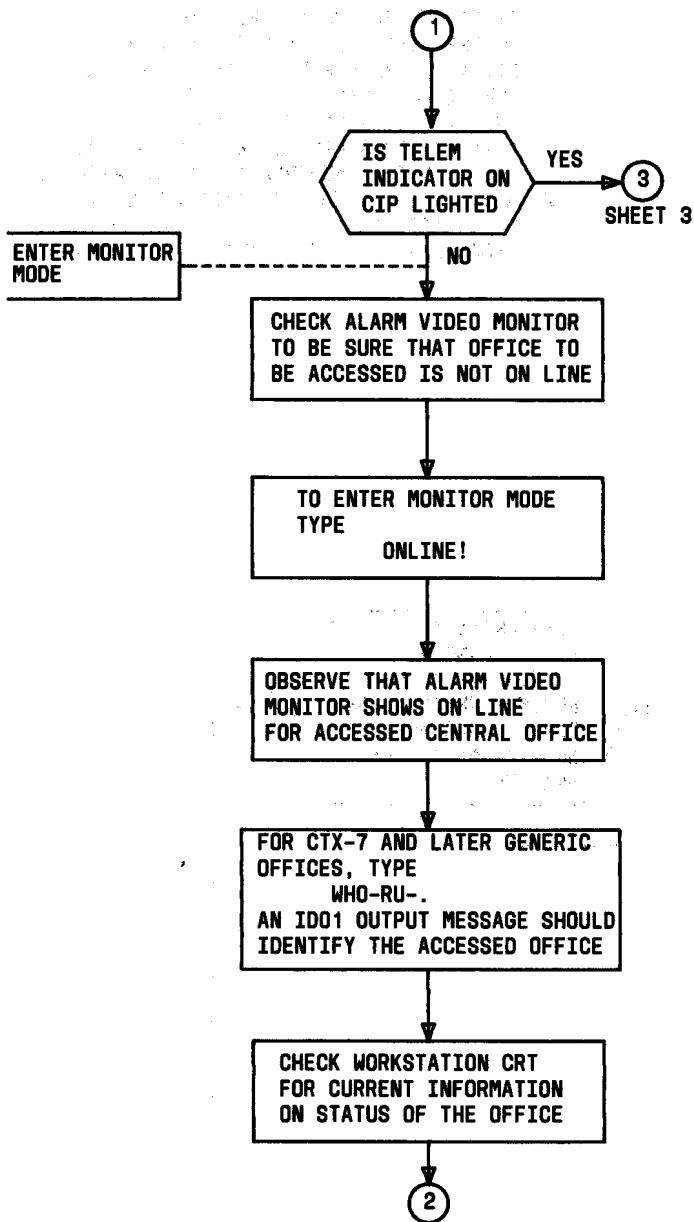 1
IS TELEM
INDICATOR ON
CIP LIGHTED
YES
3
SHEET 3
NO
ENTER MONITOR
MODE
CHECK ALARM VIDEO MONITOR
TO BE SURE THAT OFFICE TO
BE ACCESSED IS NOT ON LINE
TO ENTER MONITOR MODE
TYPE
ONLINE!
OBSERVE THAT ALARM VIDEO
MONITOR SHOWS ON LINE
FOR ACCESSED CENTRAL OFFICE
FOR CTX-7 AND LATER GENERIC
OFFICES, TYPE
WHO-RU-.
AN ID01 OUTPUT MESSAGE SHOULD
IDENTIFY THE ACCESSED OFFICE
CHECK WORKSTATION CRT
FOR CURRENT INFORMATION
ON STATUS OF THE OFFICE
2